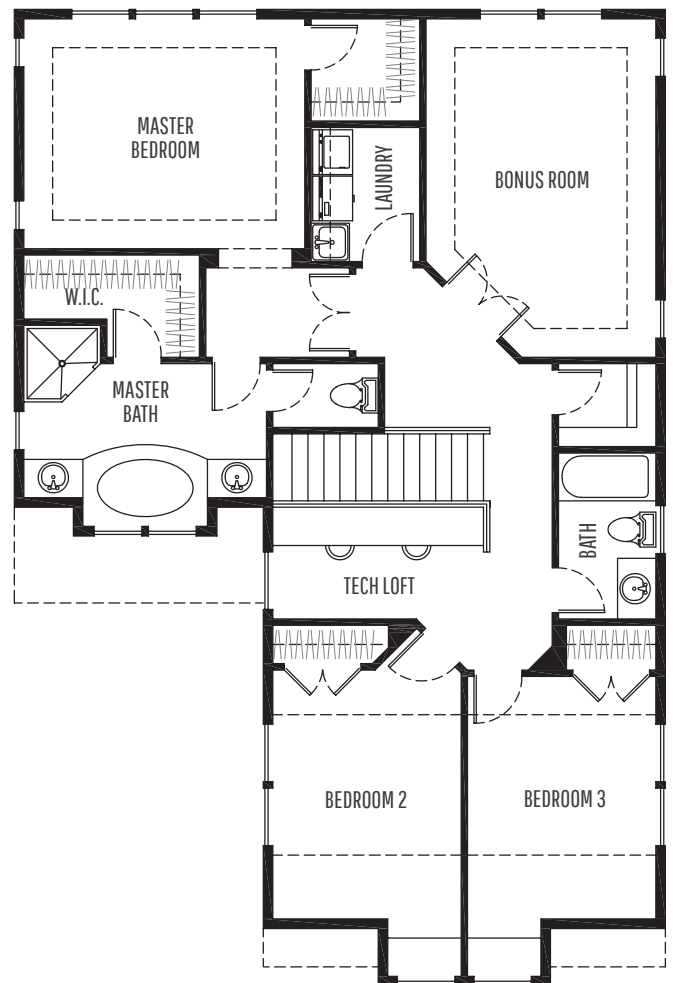 MASTER
BEDROOM
LAUNDRY
BONUS ROOM
W.I.C.
MASTER
BATH
BATH
TECH LOFT
BEDROOM 2
BEDROOM 3